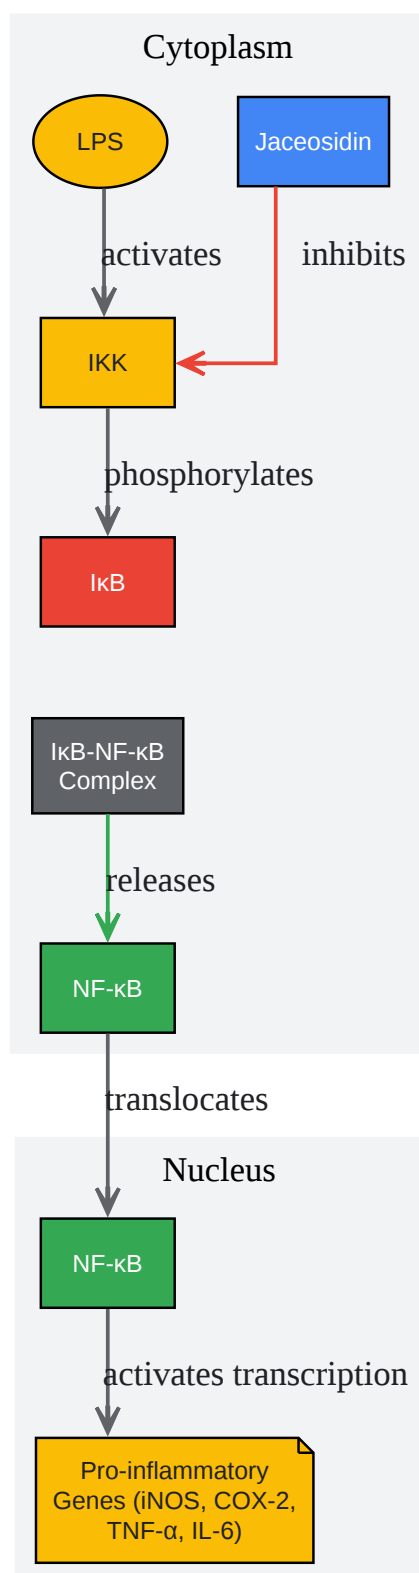 Cytoplasm
LPS
Jaceosidin
activates
inhibits
IKK
phosphorylates
IκB
IκB-NF-κB
Complex
releases
NF-κB
translocates
Nucleus
NF-κB
activates transcription
Pro-inflammatory
Genes (iNOS, COX-2,
TNF-α, IL-6)